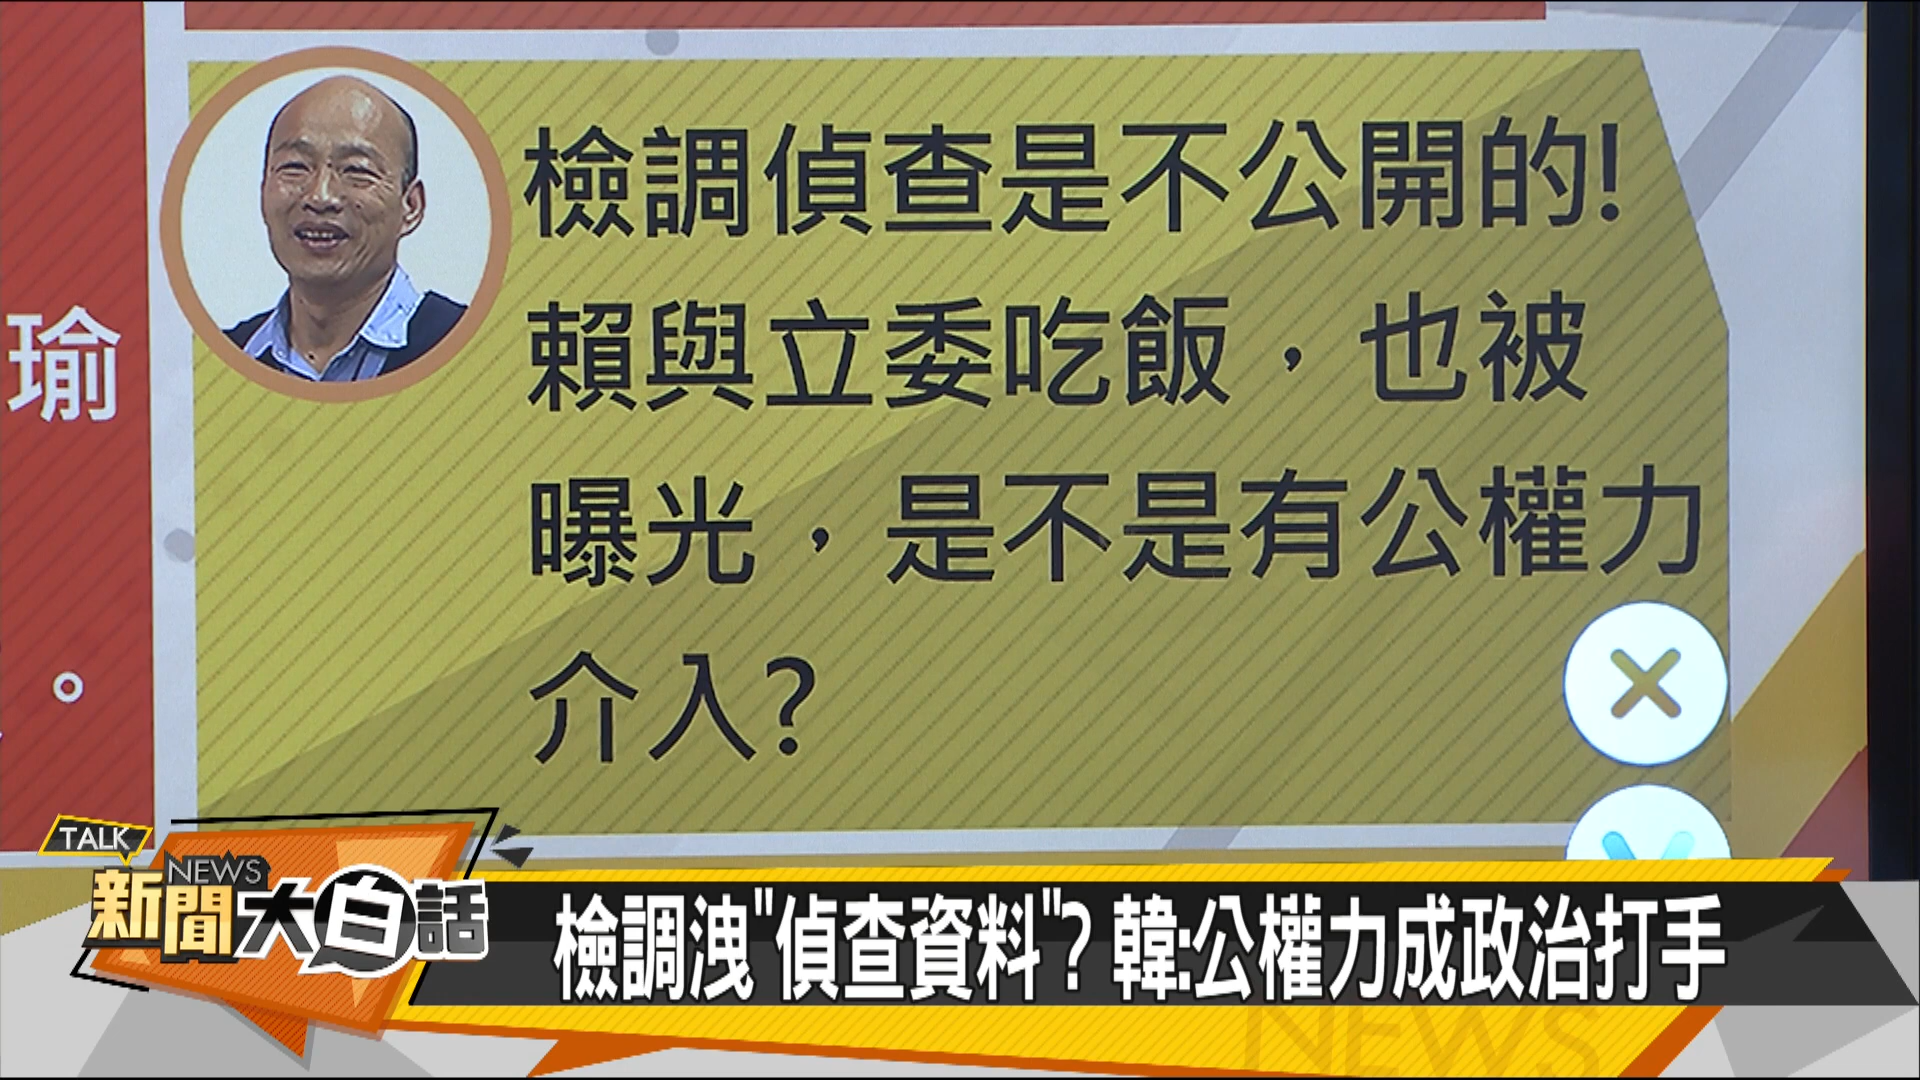 瑜
。
檢調偵查是不公開的!
賴與立委吃飯，也被
曝光，是不是有公權力
介入?
TALK
NEWS
新聞大白話
檢調洩"偵查資料"? 韓:公權力成政治打手
NEWS